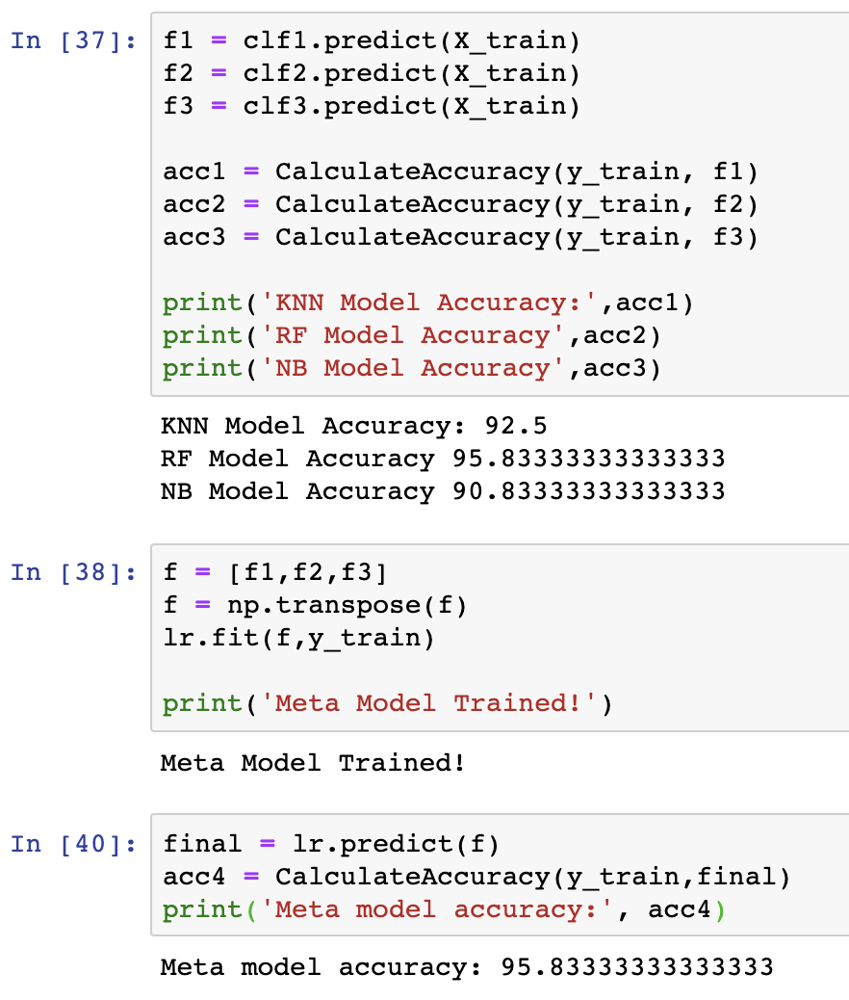 In [37]: f1 = clf1.predict(X_train)
f2 = clf2.predict(X_train)
f3 = clf3.predict(X_train)
acc1 = CalculateAccuracy(y_train, f1)
acc2 = CalculateAccuracy(y_train, f2)
acc3 = CalculateAccuracy(y_train, f3)
print('KNN Model Accuracy:',acc1)
print('RF Model Accuracy',acc2)
print('NB Model Accuracy',acc3)
KNN Model Accuracy: 92.5
RF Model Accuracy 95.83333333333333
NB Model Accuracy 90.83333333333333
In [38]: f = [f1,f2,f3]
f = np.transpose(f)
lr.fit(f,y_train)
print('Meta Model Trained!')
Meta Model Trained!
In [40]: final = lr.predict(f)
acc4 = CalculateAccuracy(y_train,final)
print('Meta model accuracy:', acc4)
Meta model accuracy: 95.83333333333333